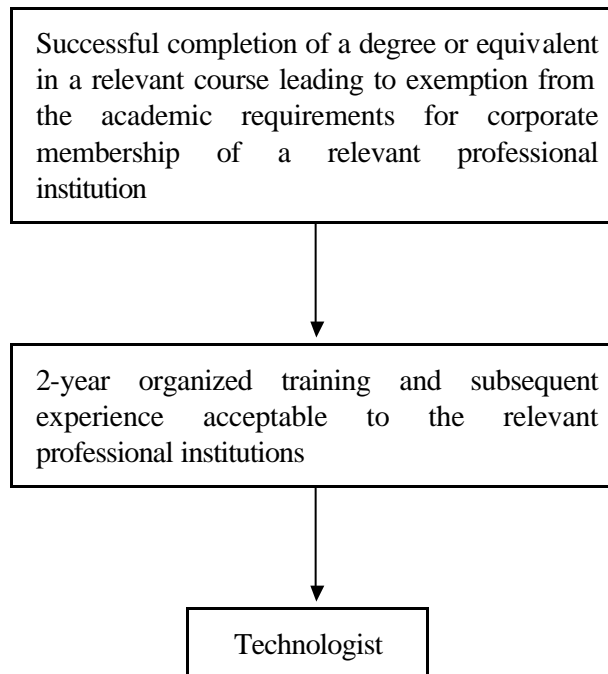 Successful completion of a degree or equivalent
in a relevant course leading to exemption from
the academic requirements for corporate
membership of a relevant professional
institution
2-year organized training and subsequent
experience acceptable to the relevant
professional institutions
Technologist